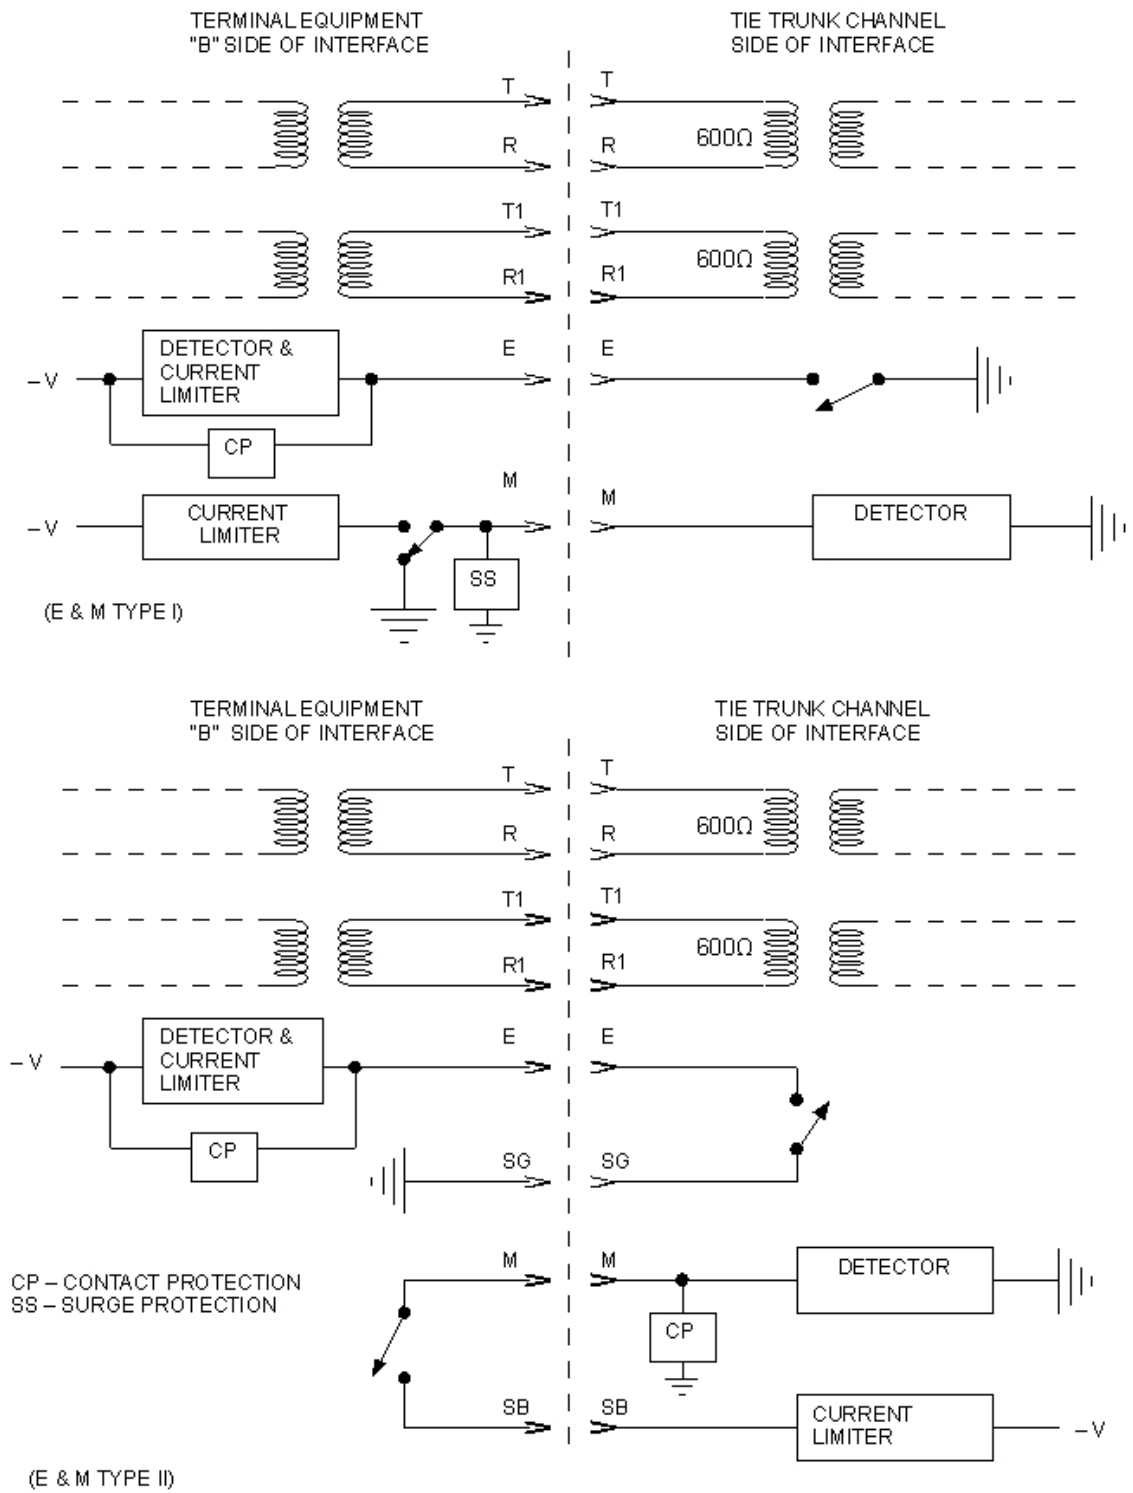 TERMINAL EQUIPMENT
"B" SIDE OF INTERFACE
TIE TRUNK CHANNEL
SIDE OF INTERFACE
T
T
R
R
600Ω
T1
T1
R1
R1
600Ω
E
E
DETECTOR &
CURRENT
LIMITER
– V
CP
M
M
– V
CURRENT
LIMITER
SS
DETECTOR
(E & M TYPE I)
TERMINAL EQUIPMENT
"B" SIDE OF INTERFACE
TIE TRUNK CHANNEL
SIDE OF INTERFACE
T
T
R
R
600Ω
T1
T1
R1
R1
600Ω
E
E
DETECTOR &
CURRENT
LIMITER
– V
CP
SG
SG
M
M
DETECTOR
CP – CONTACT PROTECTION
SS – SURGE PROTECTION
CP
SB
SB
CURRENT
LIMITER
– V
(E & M TYPE II)